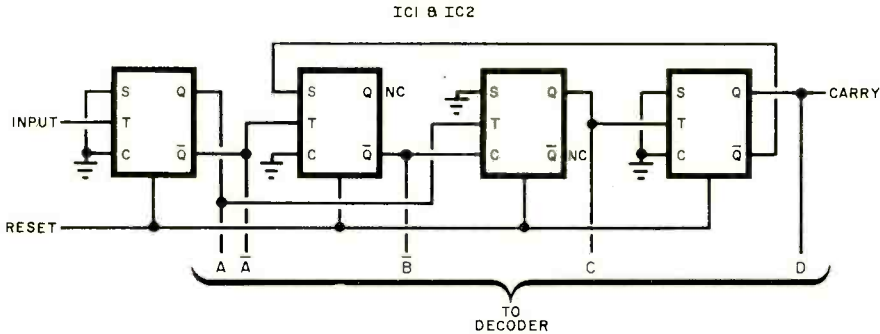 IC1 & IC2
S Q
S Q NC
S Q
S Q
CARRY
INPUT
T
T
T
T
C Q̅
C Q̅
C Q̅ NC
C Q̅
RESET
A A̅ B̅ C D
TO
DECODER